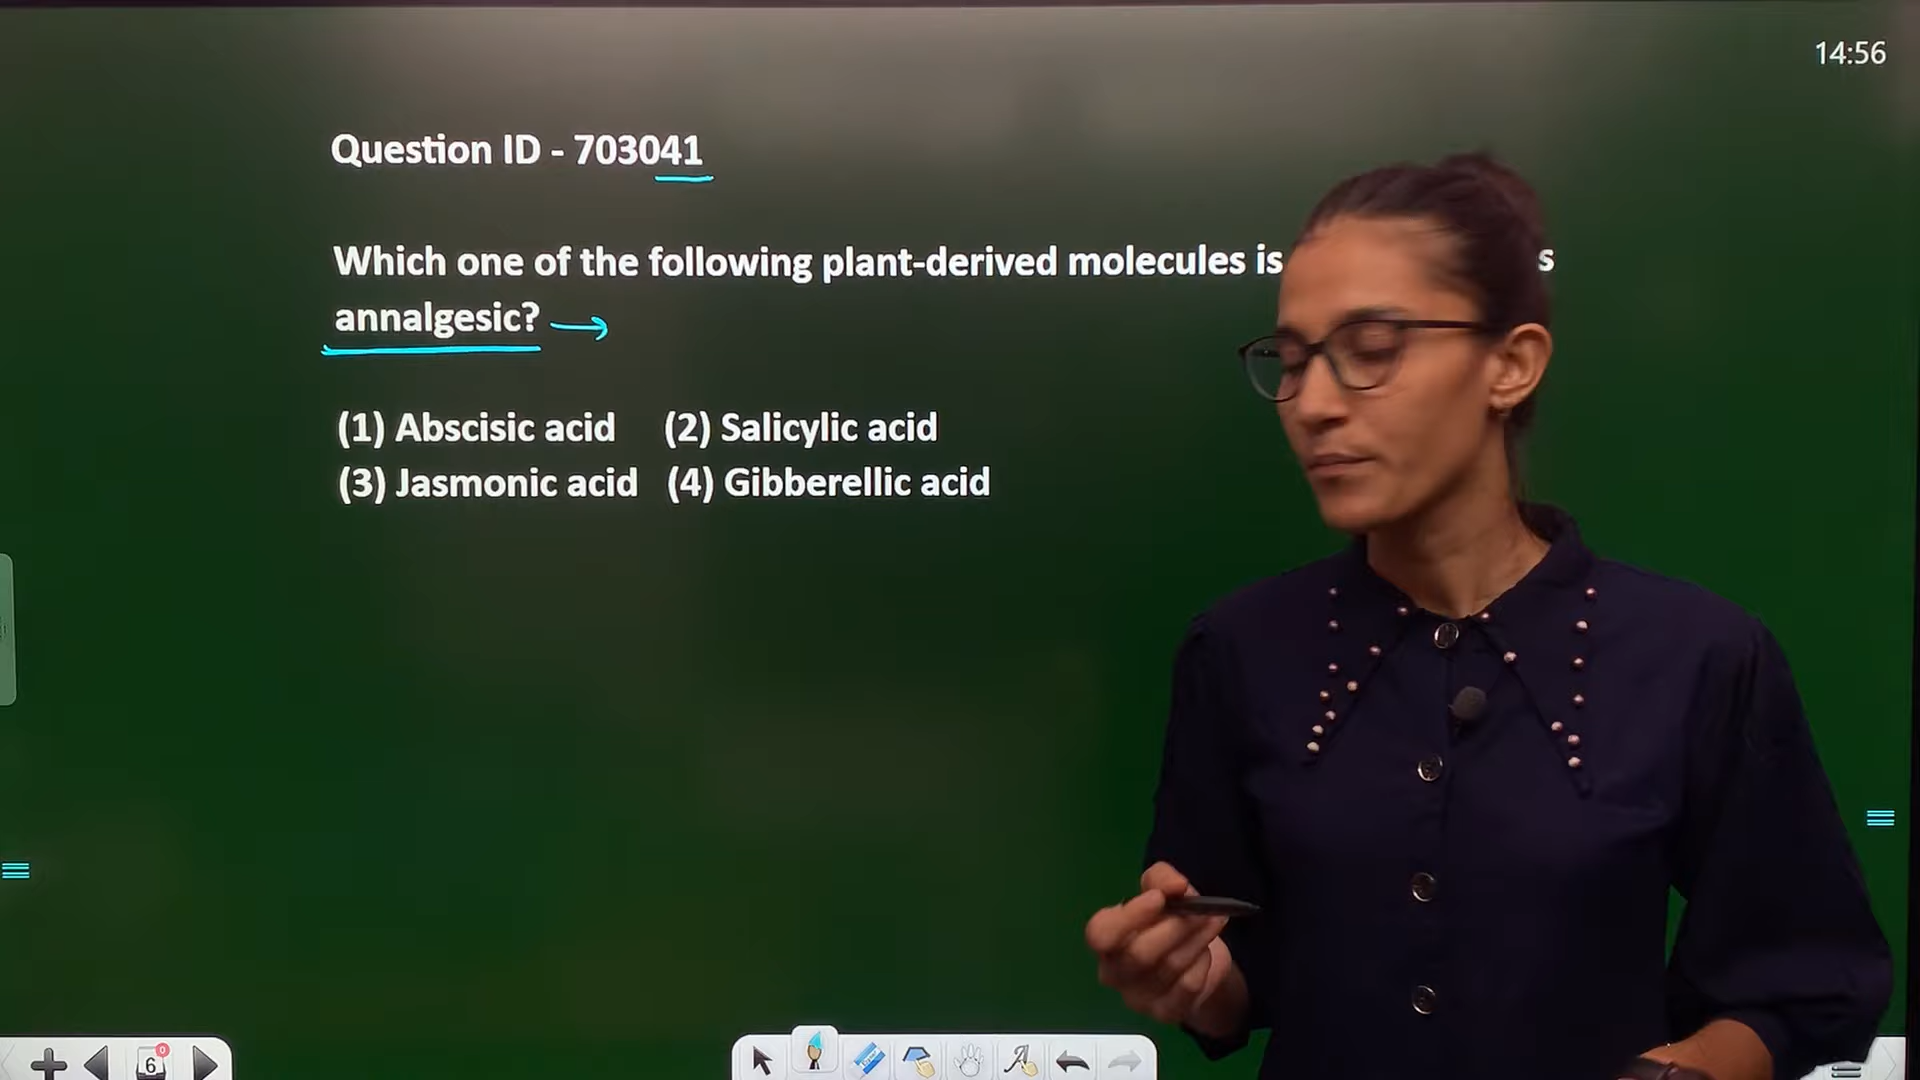 14:56
Question ID - 703041
Which one of the following plant-derived molecules is s
annalgesic?
(1) Abscisic acid (2) Salicylic acid
(3) Jasmonic acid (4) Gibberellic acid
6
0
A